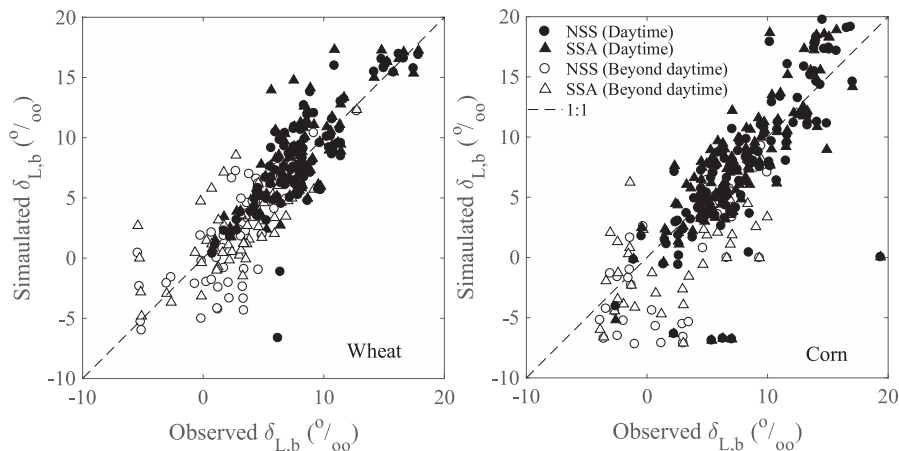 20
15
10
5
0
-5
-10
Simaulated δL,b (o/oo)
Wheat
-10 0 10 20
Observed δL,b (o/oo)
20
15
10
5
0
-5
-10
Simaulated δL,b (o/oo)
NSS (Daytime)
SSA (Daytime)
NSS (Beyond daytime)
SSA (Beyond daytime)
1:1
Corn
-10 0 10 20
Observed δL,b (o/oo)